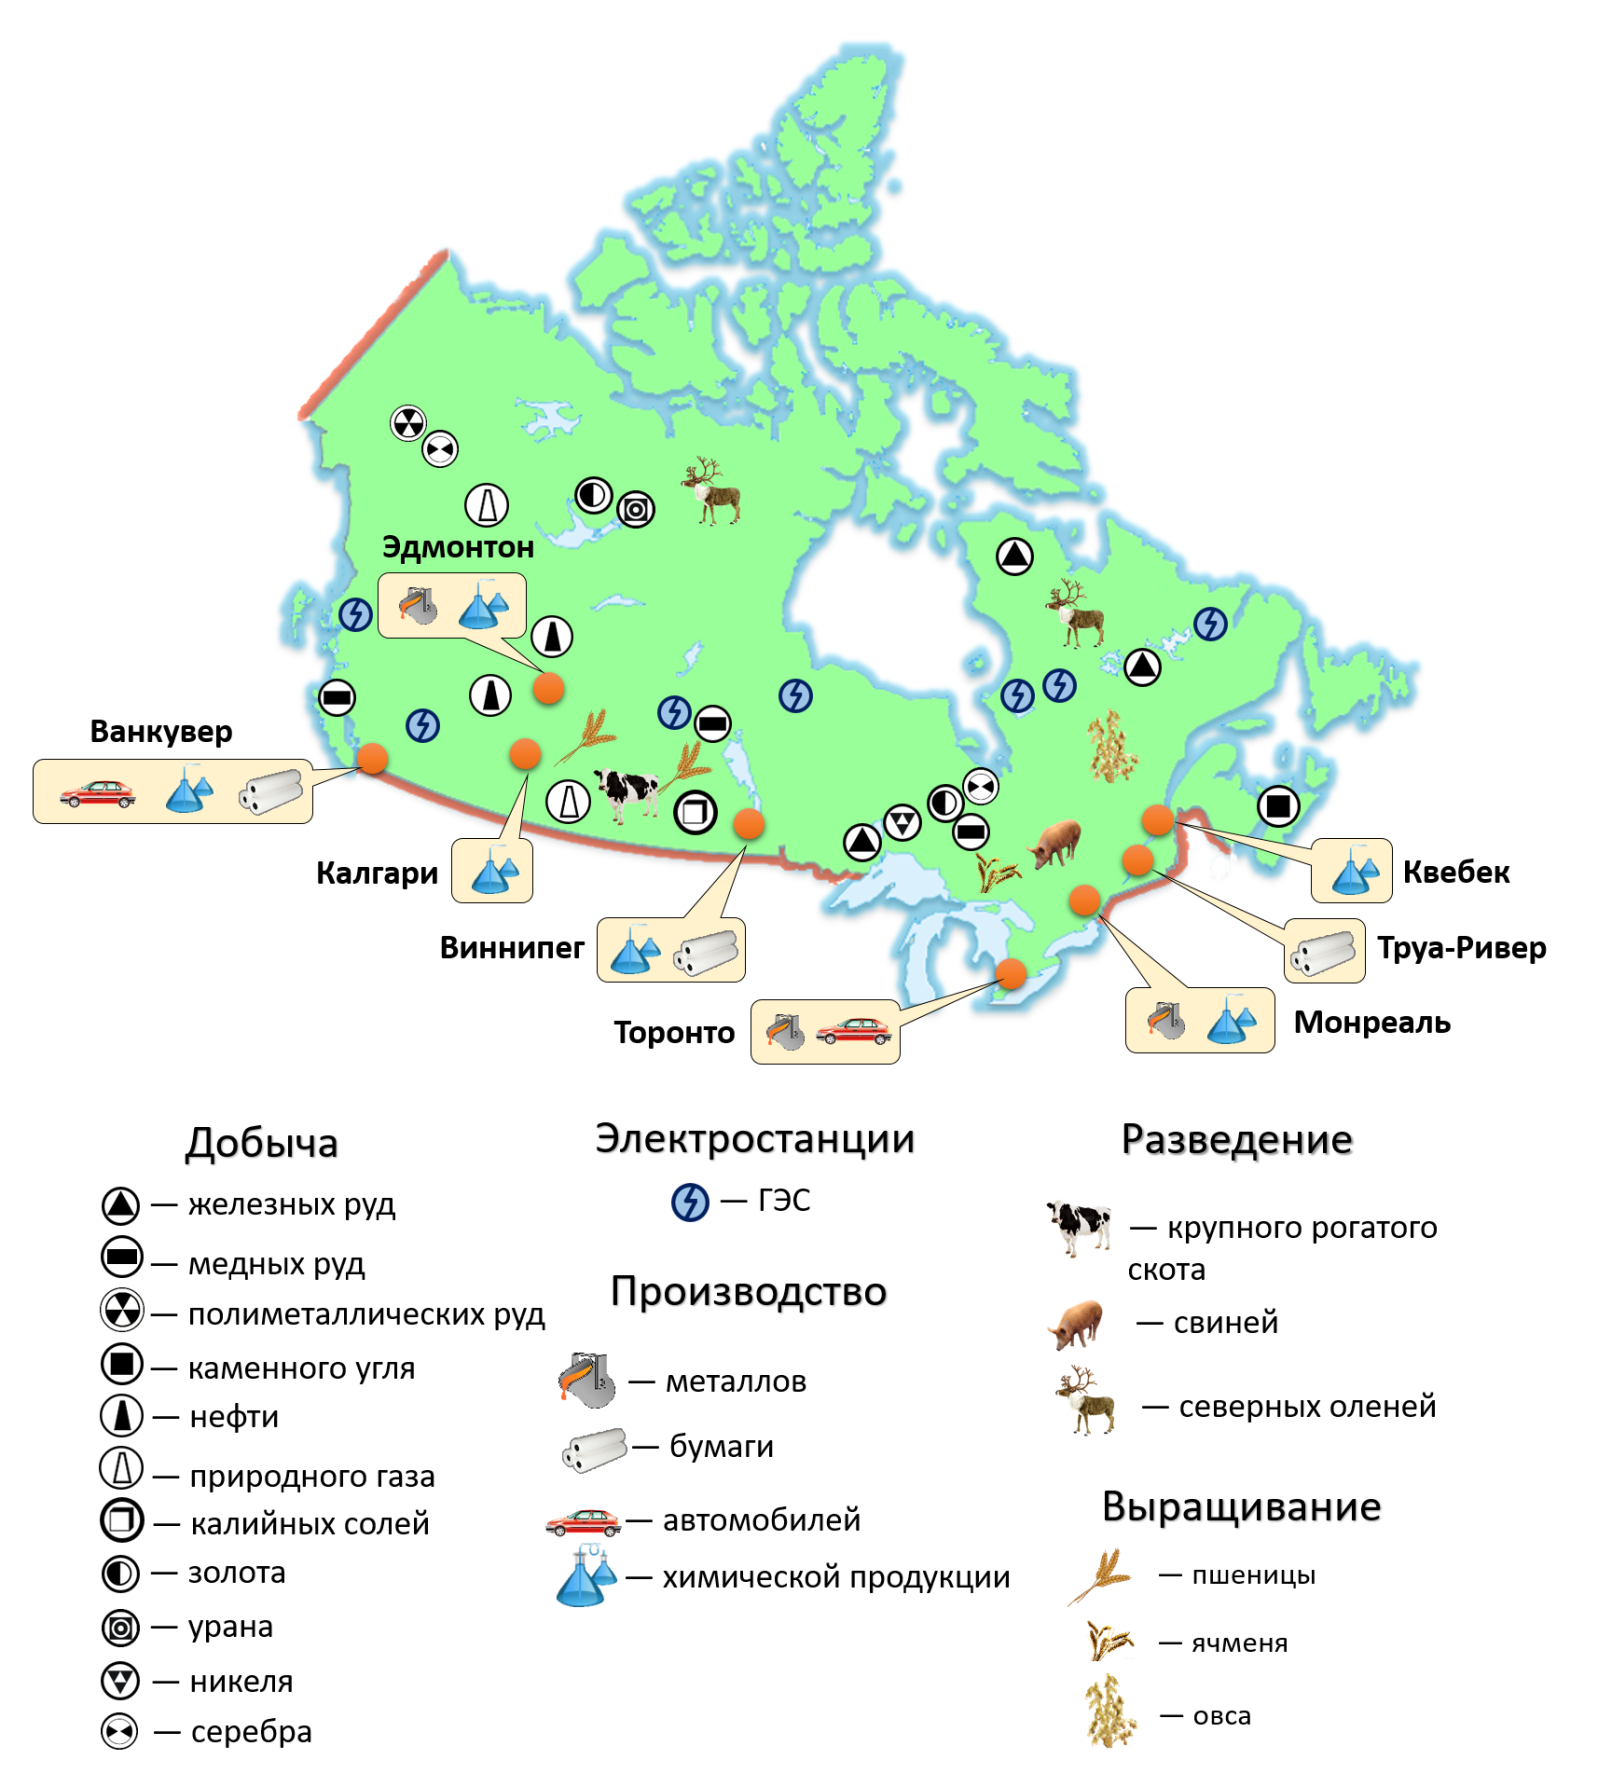 Эдмонтон
Ванкувер
Калгари
Квебек
Виннипег
Труа-Ривер
Торонто
Монреаль
Добыча
— железных руд
— медных руд
— полиметаллических руд
— каменного угля
— нефти
— природного газа
— калийных солей
— золота
— урана
— никеля
— серебра
Электростанции
— ГЭС
Производство
— металлов
— бумаги
— автомобилей
— химической продукции
Разведение
— крупного рогатого
скота
— свиней
— северных оленей
Выращивание
— пшеницы
— ячменя
— овса